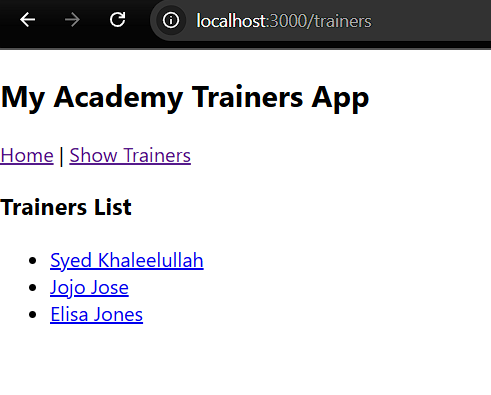 localhost:3000/trainers
My Academy Trainers App
Home | Show Trainers
Trainers List
Syed Khaleelullah
Jojo Jose
Elisa Jones